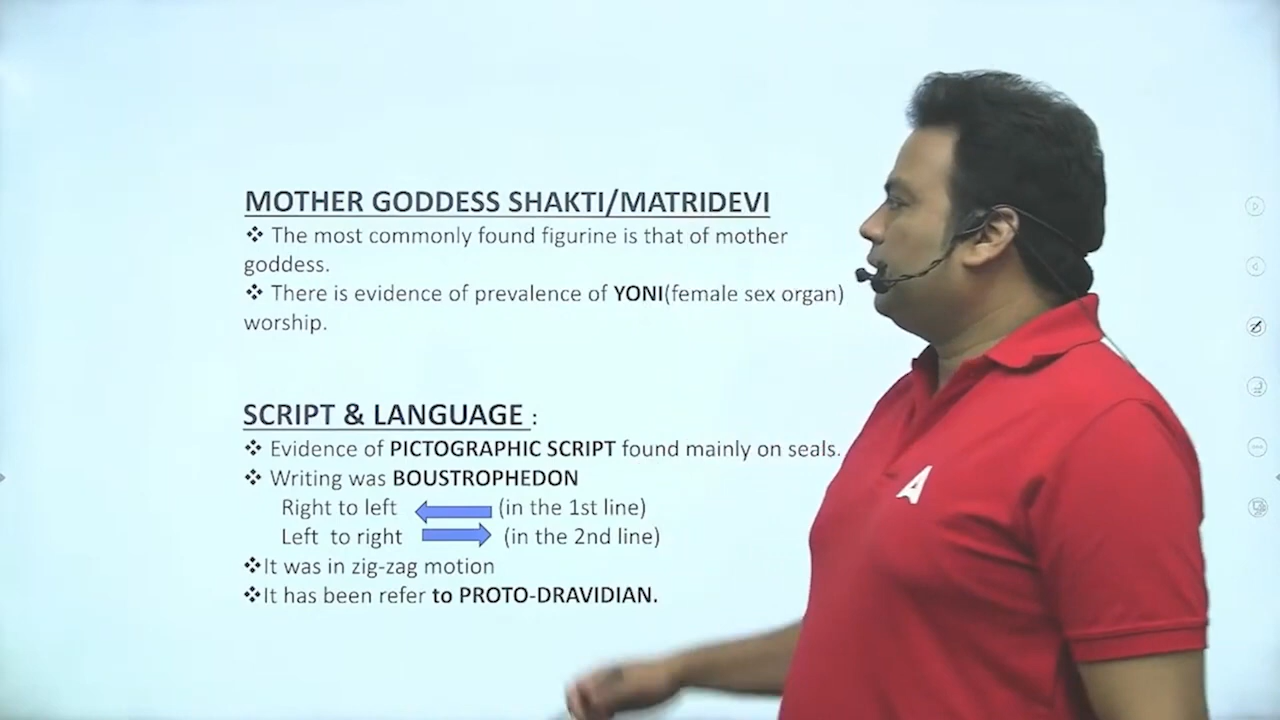 MOTHER GODDESS SHAKTI/MATRIDEVI
❖ The most commonly found figurine is that of mother
goddess.
❖ There is evidence of prevalence of YONI(female sex organ)
worship.
SCRIPT & LANGUAGE :
❖ Evidence of PICTOGRAPHIC SCRIPT found mainly on seals.
❖ Writing was BOUSTROPHEDON
Right to left (in the 1st line)
Left to right (in the 2nd line)
❖It was in zig-zag motion
❖It has been refer to PROTO-DRAVIDIAN.
A